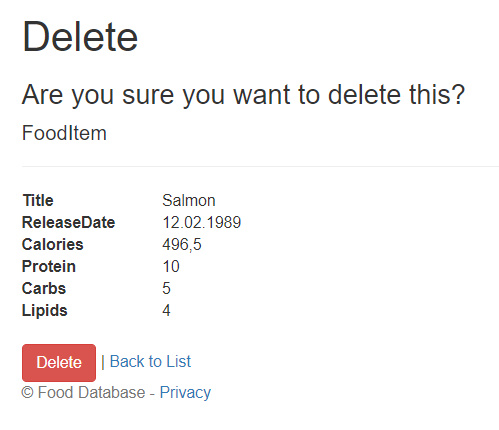 Delete
Are you sure you want to delete this?
FoodItem
Title Salmon
ReleaseDate 12.02.1989
Calories 496,5
Protein 10
Carbs 5
Lipids 4
Delete | Back to List
© Food Database - Privacy